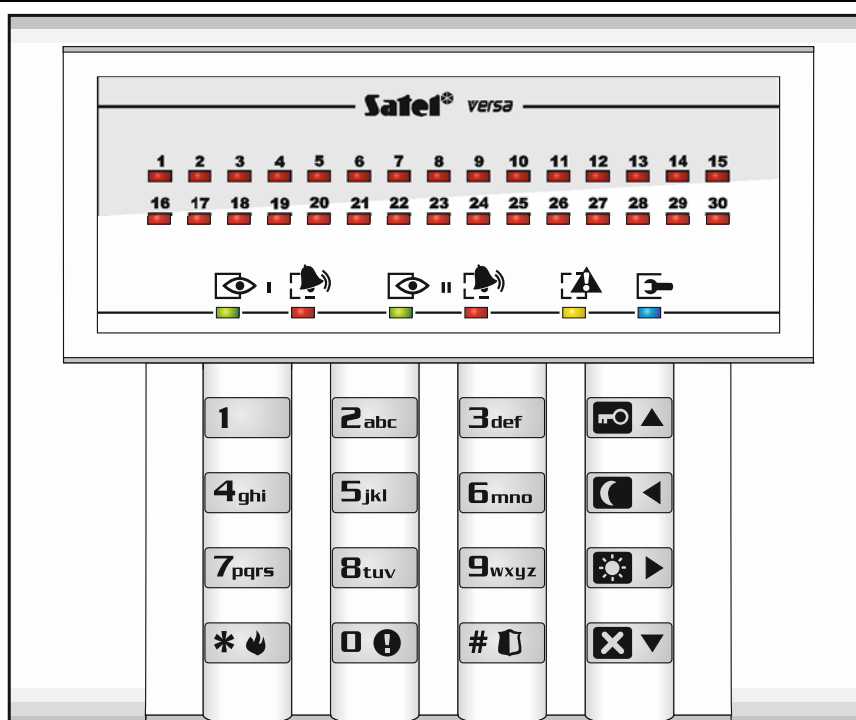 Satel® versa
1 2 3 4 5 6 7 8 9 10 11 12 13 14 15
16 17 18 19 20 21 22 23 24 25 26 27 28 29 30
I II
1 2abc 3def
4ghi 5jkl 6mno
7pqrs 8tuv 9wxyz
* 0 #